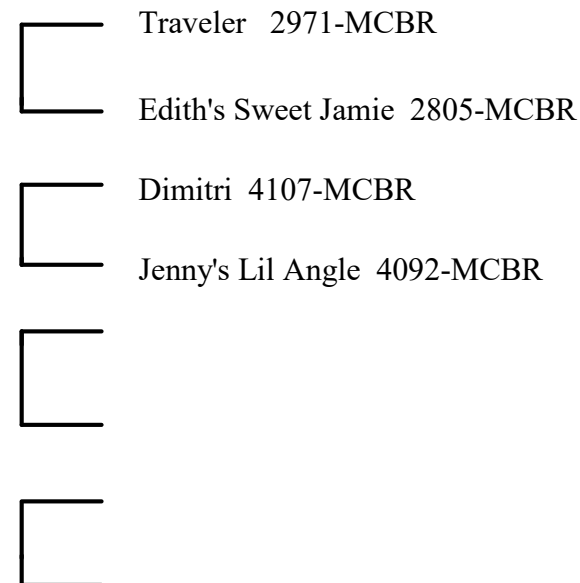 Traveler 2971-MCBR
Edith's Sweet Jamie 2805-MCBR
Dimitri 4107-MCBR
Jenny's Lil Angle 4092-MCBR